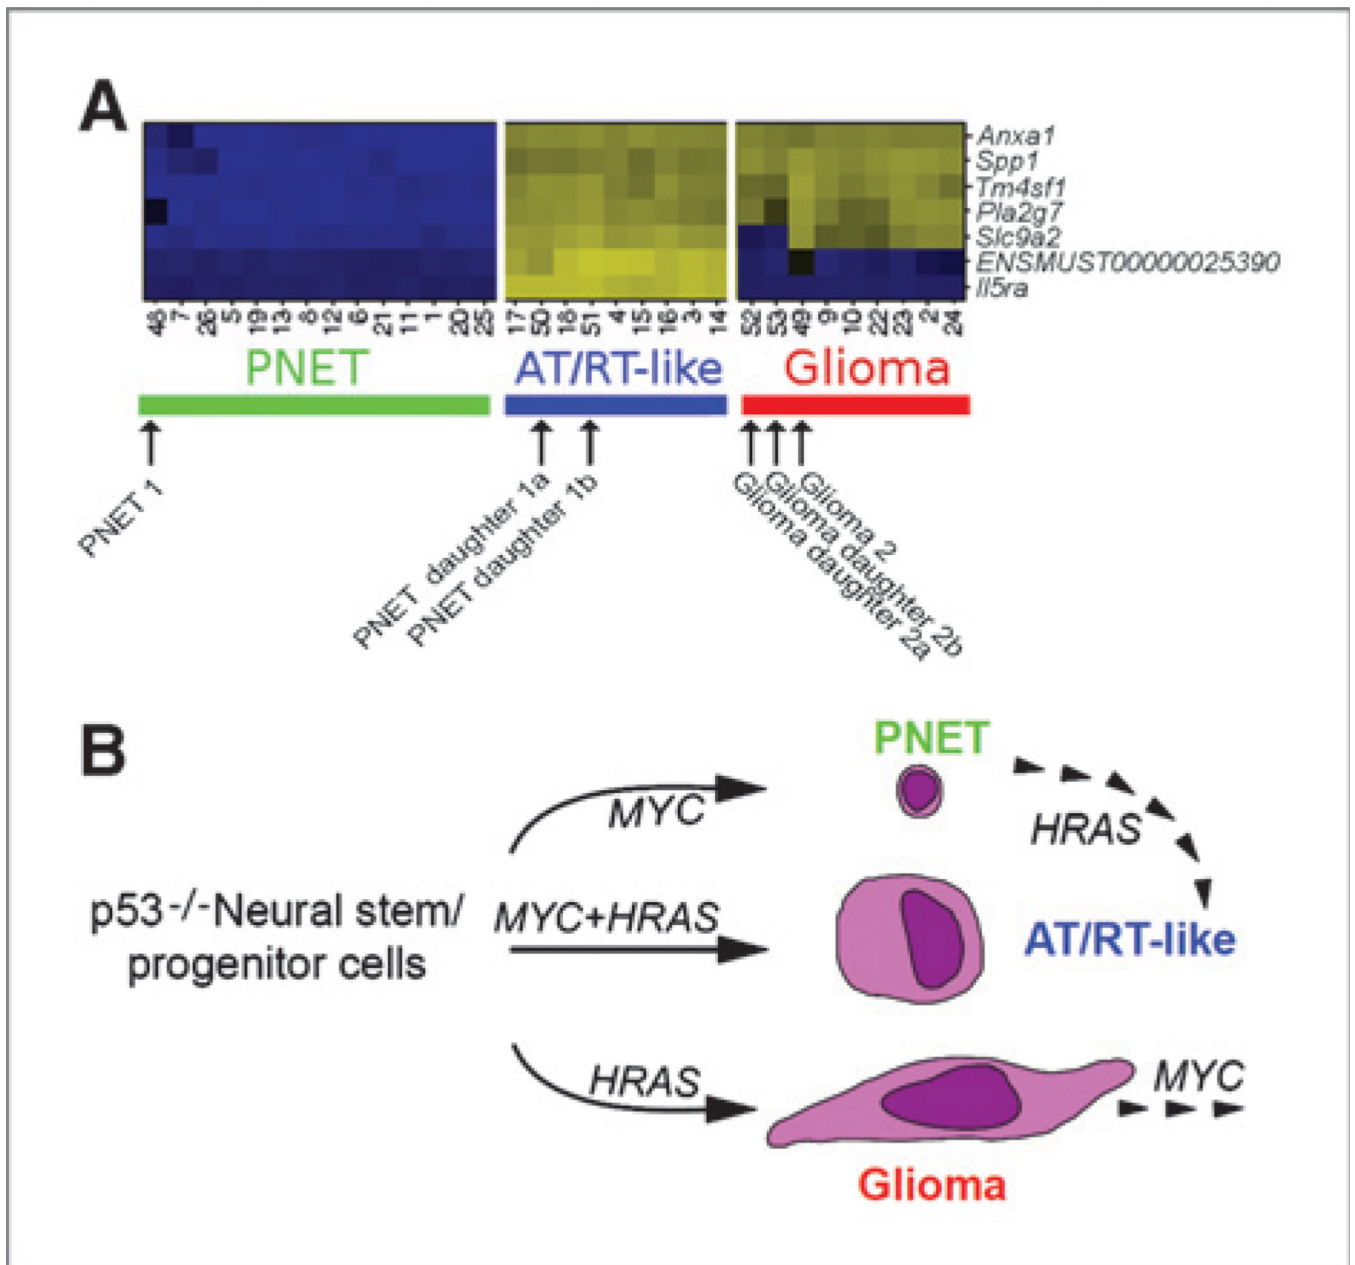 A
Anxa1
Spp1
Tm4sf1
Pla2g7
Slc9a2
ENSMUST00000025390
Il5ra
48 7 26 5 19 13 8 12 6 21 11 1 20 25
17 50 18 51 4 15 16 3 14
52 53 49 9 10 22 23 2 24
PNET
AT/RT-like
Glioma
PNET 1
PNET daughter 1a
PNET daughter 1b
Glioma daughter 2a
Glioma daughter 2b
Glioma 2
B
PNET
MYC
HRAS
p53-/-Neural stem/
progenitor cells
MYC+HRAS
AT/RT-like
HRAS
MYC
Glioma